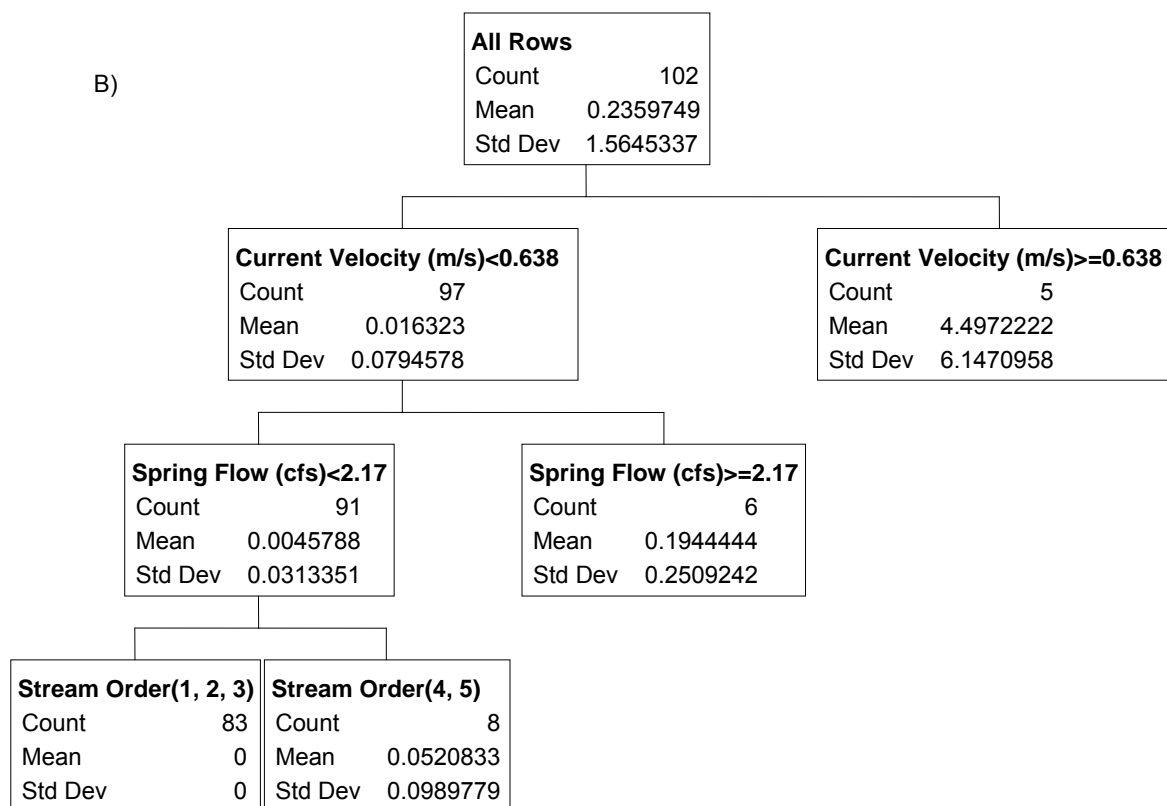 B)
All Rows
Count 102
Mean 0.2359749
Std Dev 1.5645337
Current Velocity (m/s)<0.638
Count 97
Mean 0.016323
Std Dev 0.0794578
Current Velocity (m/s)>=0.638
Count 5
Mean 4.4972222
Std Dev 6.1470958
Spring Flow (cfs)<2.17
Count 91
Mean 0.0045788
Std Dev 0.0313351
Spring Flow (cfs)>=2.17
Count 6
Mean 0.1944444
Std Dev 0.2509242
Stream Order(1, 2, 3)
Count 83
Mean 0
Std Dev 0
Stream Order(4, 5)
Count 8
Mean 0.0520833
Std Dev 0.0989779